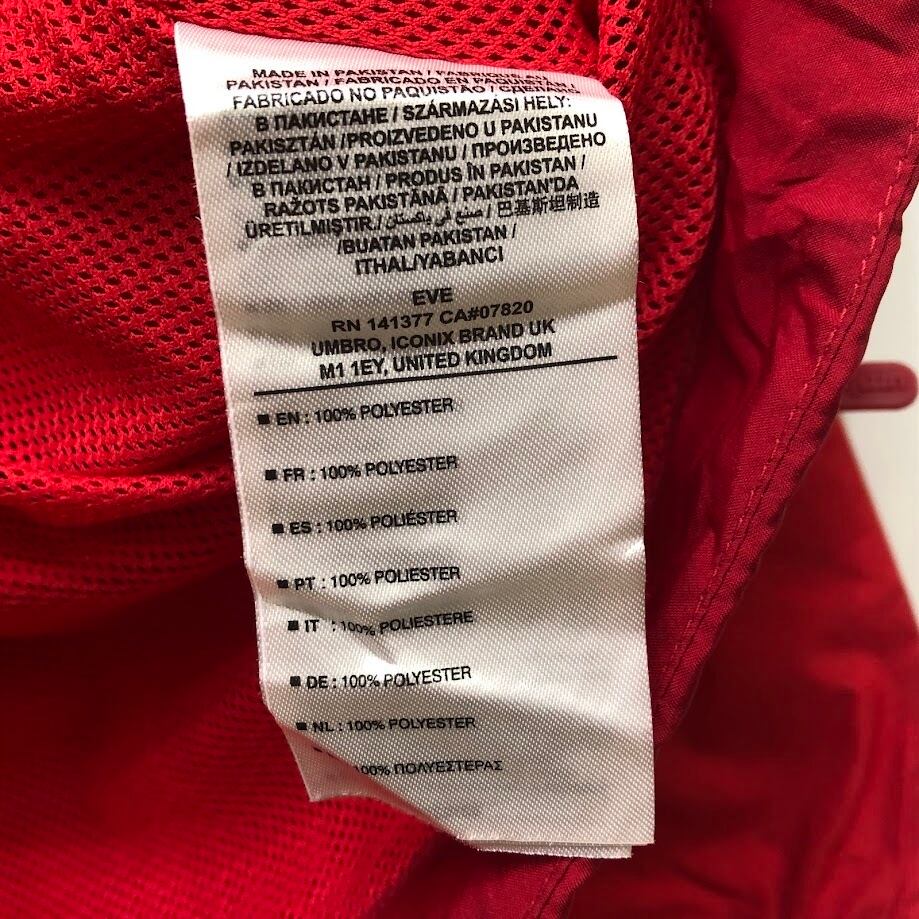 MADE IN PAKISTAN / FABRIQUE AU
PAKISTAN / FABRICADO EN PAQUISTÁN /
FABRICADO NO PAQUISTÃO / СДЕЛАНО
В ПАКИСТАНЕ / SZÁRMAZÁSI HELY:
PAKISZTÁN /PROIZVEDENO U PAKISTANU
/ IZDELANO V PAKISTANU / ПРОИЗВЕДЕНО
В ПАКИСТАН / PRODUS ÎN PAKISTAN /
RAŽOTS PAKISTĀNĀ / PAKISTAN'DA
ÜRETİLMİŞTİR / صنع في باكستان / 巴基斯坦制造
/BUATAN PAKISTAN /
ITHAL/YABANCI
EVE
RN 141377 CA#07820
UMBRO, ICONIX BRAND UK
M1 1EY, UNITED KINGDOM
■ EN : 100% POLYESTER
■ FR : 100% POLYESTER
■ ES : 100% POLIÉSTER
■ PT : 100% POLIESTER
■ IT : 100% POLIESTERE
■ DE : 100% POLYESTER
■ NL : 100% POLYESTER
100% ΠΟΛΥΕΣΤΕΡΑΣ